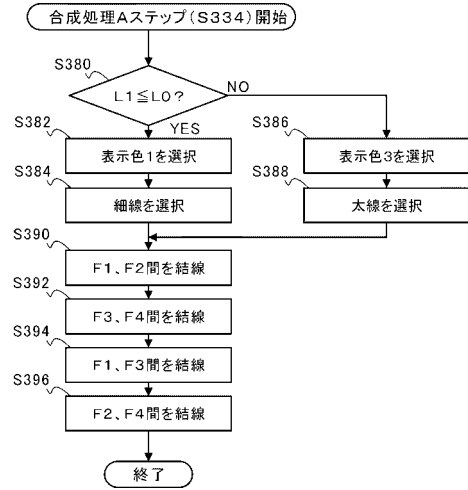 合成処理Aステップ(S334)開始
S380
L1≦L0?
NO
YES
S382
表示色1を選択
S386
表示色3を選択
S384
細線を選択
S388
太線を選択
S390
F1、F2間を結線
S392
F3、F4間を結線
S394
F1、F3間を結線
S396
F2、F4間を結線
終了